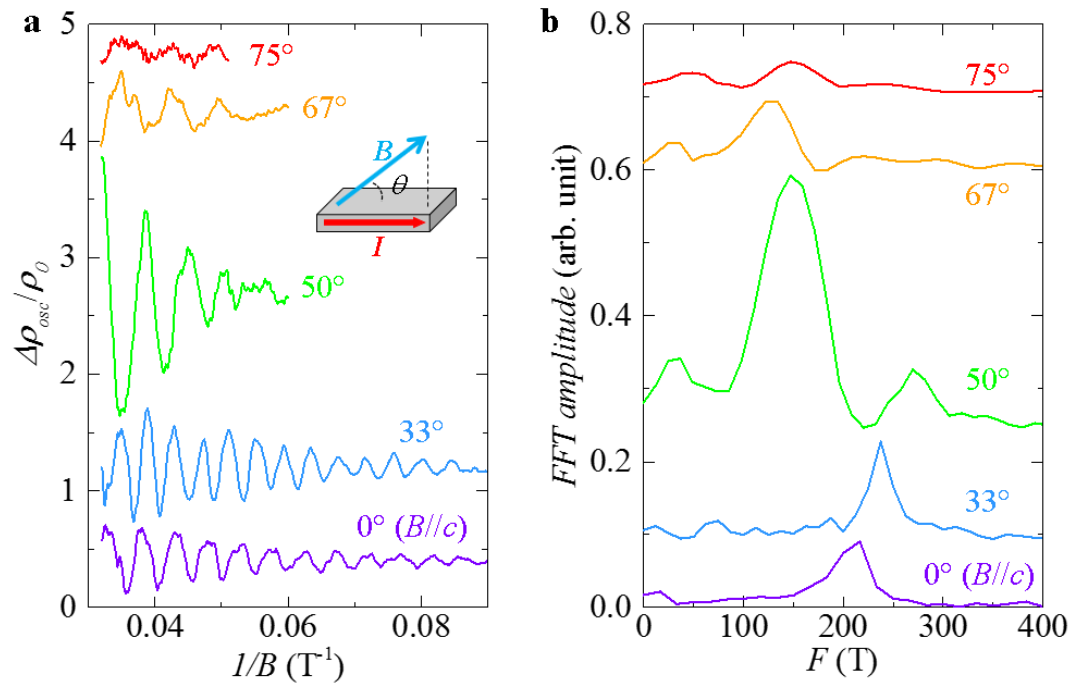 a
5
4
3
2
1
0
Δρosc/ρ0
75°
67°
50°
33°
0° (B//c)
B
θ
I
0.04
0.06
0.08
1/B (T⁻¹)
b
0.8
0.6
0.4
0.2
0.0
FFT amplitude (arb. unit)
75°
67°
50°
33°
0° (B//c)
0
100
200
300
400
F (T)